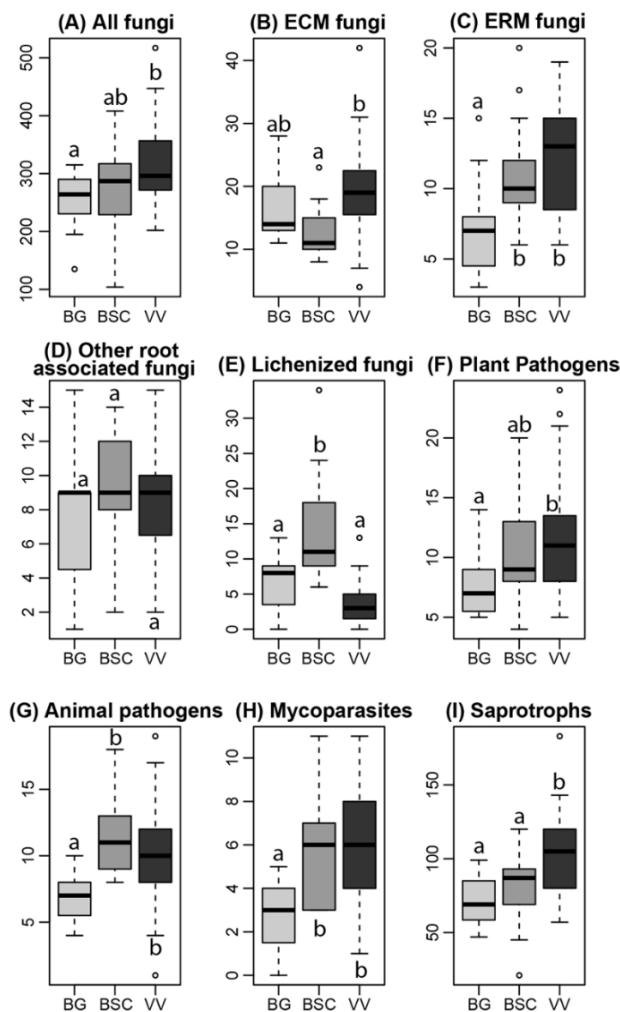 (A) All fungi
500
400
300
200
100
a
ab
b
BG BSC VV
(B) ECM fungi
40
30
20
10
ab
a
b
BG BSC VV
(C) ERM fungi
20
15
10
5
a
b
b
BG BSC VV
(D) Other root
associated fungi
14
12
10
8
6
4
2
a
a
a
BG BSC VV
(E) Lichenized fungi
30
25
20
15
10
5
0
a
b
a
BG BSC VV
(F) Plant Pathogens
20
15
10
5
a
ab
b
BG BSC VV
(G) Animal pathogens
15
10
5
a
b
b
BG BSC VV
(H) Mycoparasites
10
8
6
4
2
0
a
b
b
BG BSC VV
(I) Saprotrophs
150
100
50
a
a
b
BG BSC VV